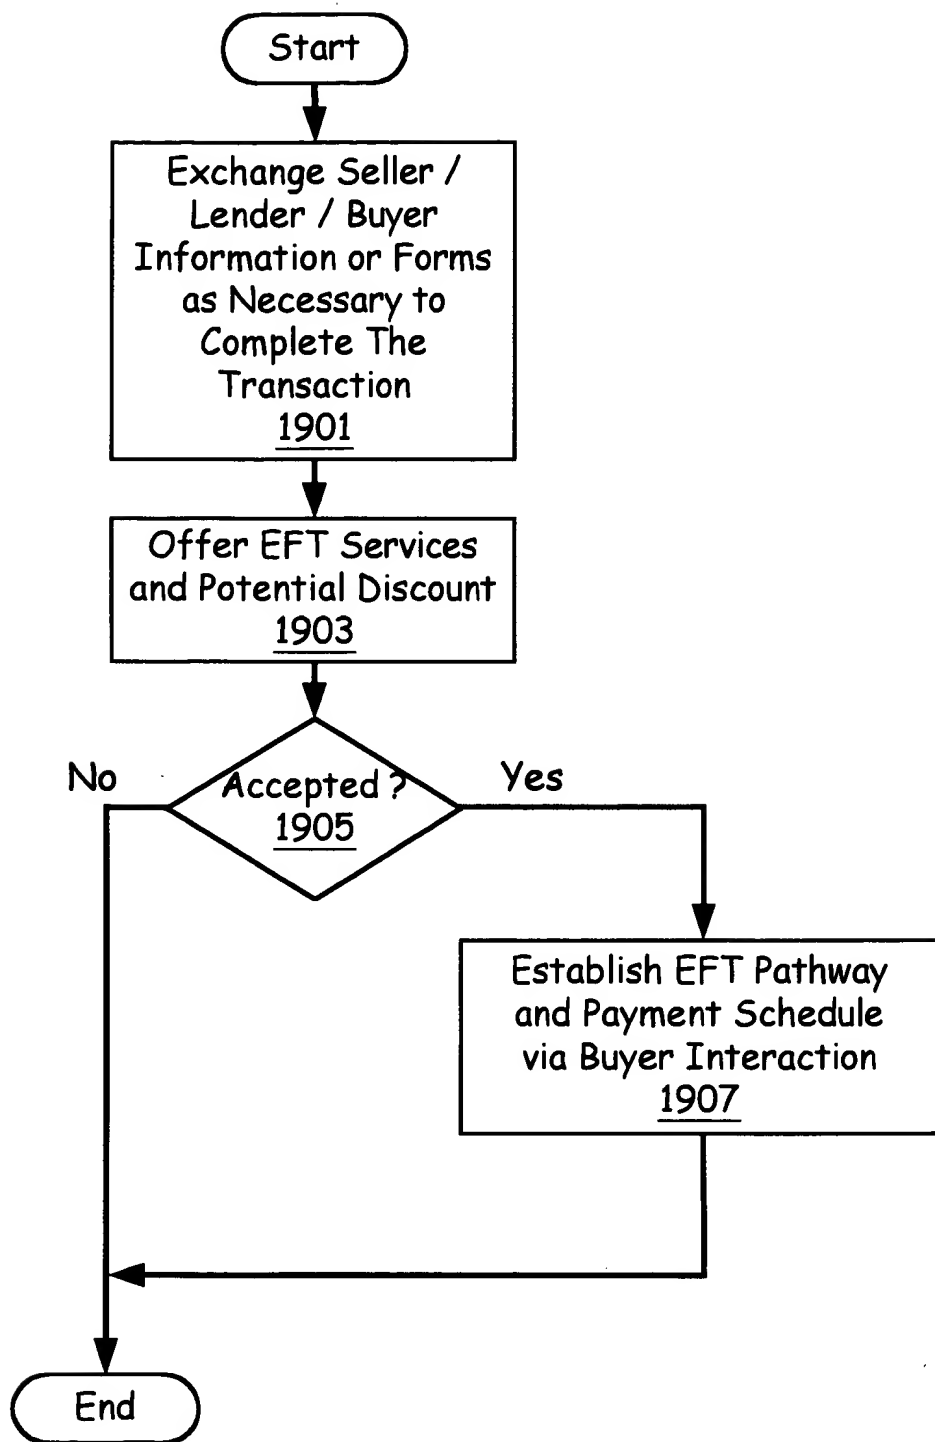 Start
Exchange Seller /
Lender / Buyer
Information or Forms
as Necessary to
Complete The
Transaction
1901
Offer EFT Services
and Potential Discount
1903
No
Accepted ?
1905
Yes
Establish EFT Pathway
and Payment Schedule
via Buyer Interaction
1907
End